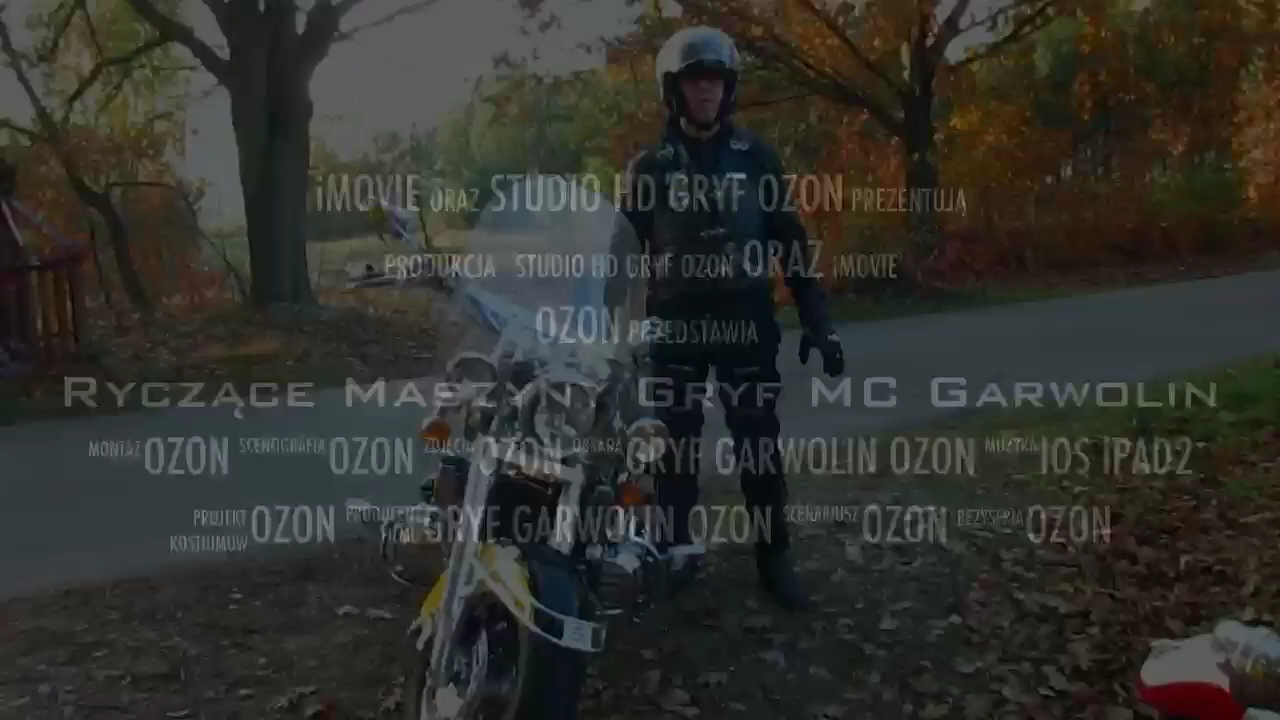 iMOVIE ORAZ STUDIO HD GRYF OZON PREZENTUJĄ
PRODUKCJA STUDIO HD GRYF OZON ORAZ iMOVIE
OZON PRZEDSTAWIA
RYCZĄCE MASZYNY GRYF MC GARWOLIN
MONTAŻ OZON SCENOGRAFIA OZON ZDJĘCIA OZON OBSADA GRYF GARWOLIN OZON MUZYKA IOS IPAD2
PROJEKT KOSTIUMÓW OZON PRODUCENT FILMU GRYF GARWOLIN OZON SCENARIUSZ OZON REŻYSERIA OZON